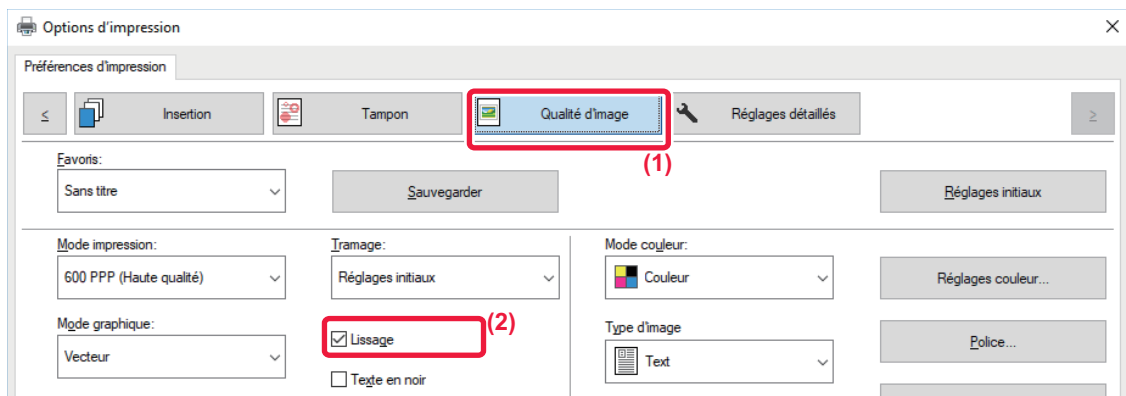 Options d'impression
Préférences d'impression
< Insertion Tampon Qualité d'image Réglages détaillés >
(1)
Favoris:
Sans titre Sauvegarder Réglages initiaux
Mode impression: Tramage: Mode couleur:
600 PPP (Haute qualité) Réglages initiaux Couleur Réglages couleur...
Mode graphique: (2) Type d'image
Vecteur Lissage Text Police...
Texte en noir